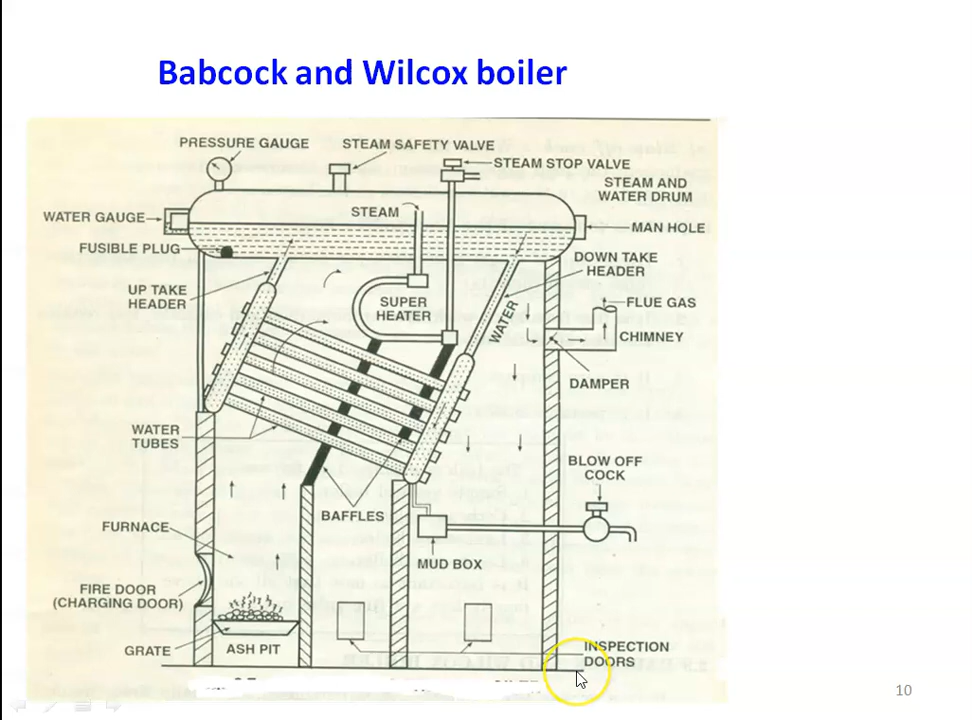 Babcock and Wilcox boiler
PRESSURE GAUGE
STEAM SAFETY VALVE
STEAM STOP VALVE
STEAM AND
WATER DRUM
WATER GAUGE
STEAM
MAN HOLE
FUSIBLE PLUG
DOWN TAKE
HEADER
UP TAKE
HEADER
SUPER
HEATER
WATER
FLUE GAS
CHIMNEY
DAMPER
WATER
TUBES
BLOW OFF
COCK
BAFFLES
FURNACE
MUD BOX
FIRE DOOR
(CHARGING DOOR)
GRATE
ASH PIT
INSPECTION
DOORS
10